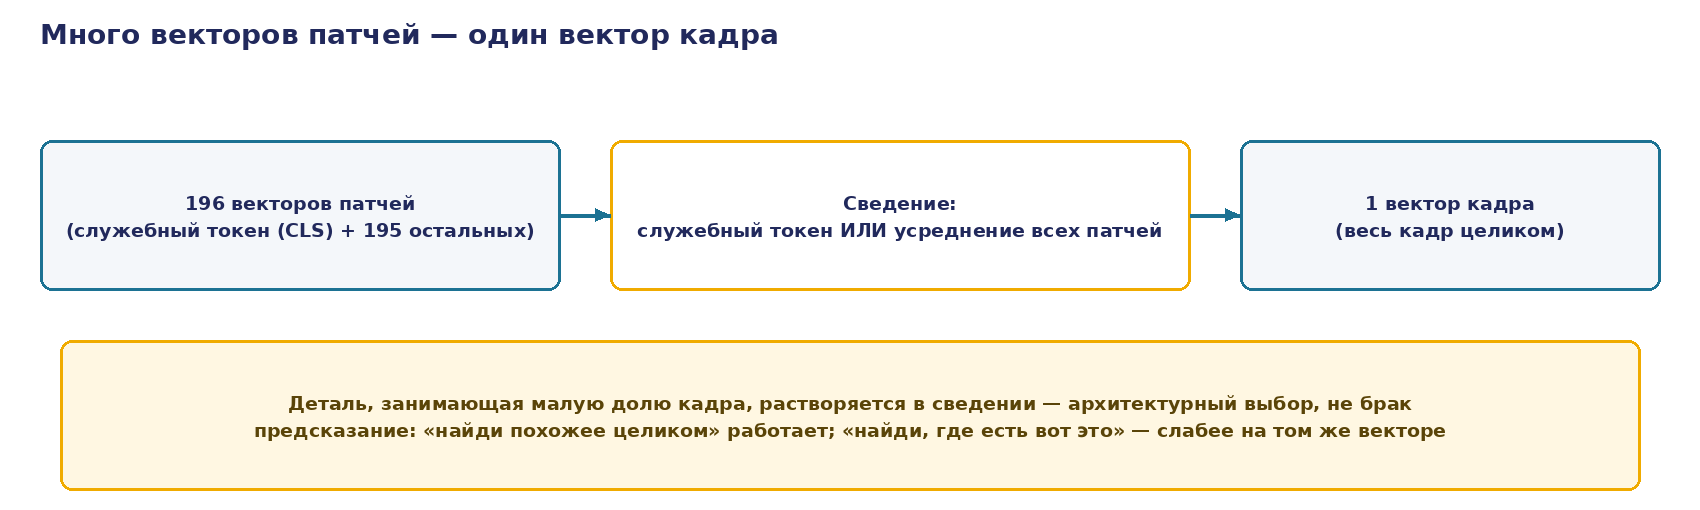 Много векторов патчей — один вектор кадра
196 векторов патчей
(служебный токен (CLS) + 195 остальных)
Сведение:
служебный токен ИЛИ усреднение всех патчей
1 вектор кадра
(весь кадр целиком)
Деталь, занимающая малую долю кадра, растворяется в сведении — архитектурный выбор, не брак
предсказание: «найди похожее целиком» работает; «найди, где есть вот это» — слабее на том же векторе